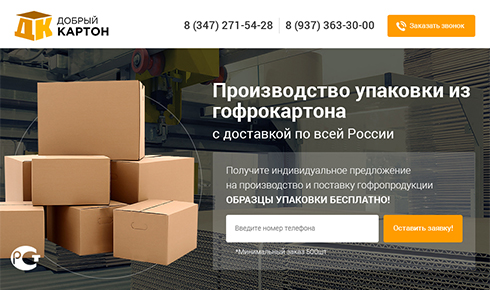 ДК
ДОБРЫЙ
КАРТОН
8 (347) 271-54-28
8 (937) 363-30-00
Заказать звонок
Производство упаковки из
гофрокартона
с доставкой по всей России
Получите индивидуальное предложение
на производство и поставку гофропродукции
ОБРАЗЦЫ УПАКОВКИ БЕСПЛАТНО!
Введите номер телефона
Оставить заявку!
*Минимальный заказ 500шт
РСТ